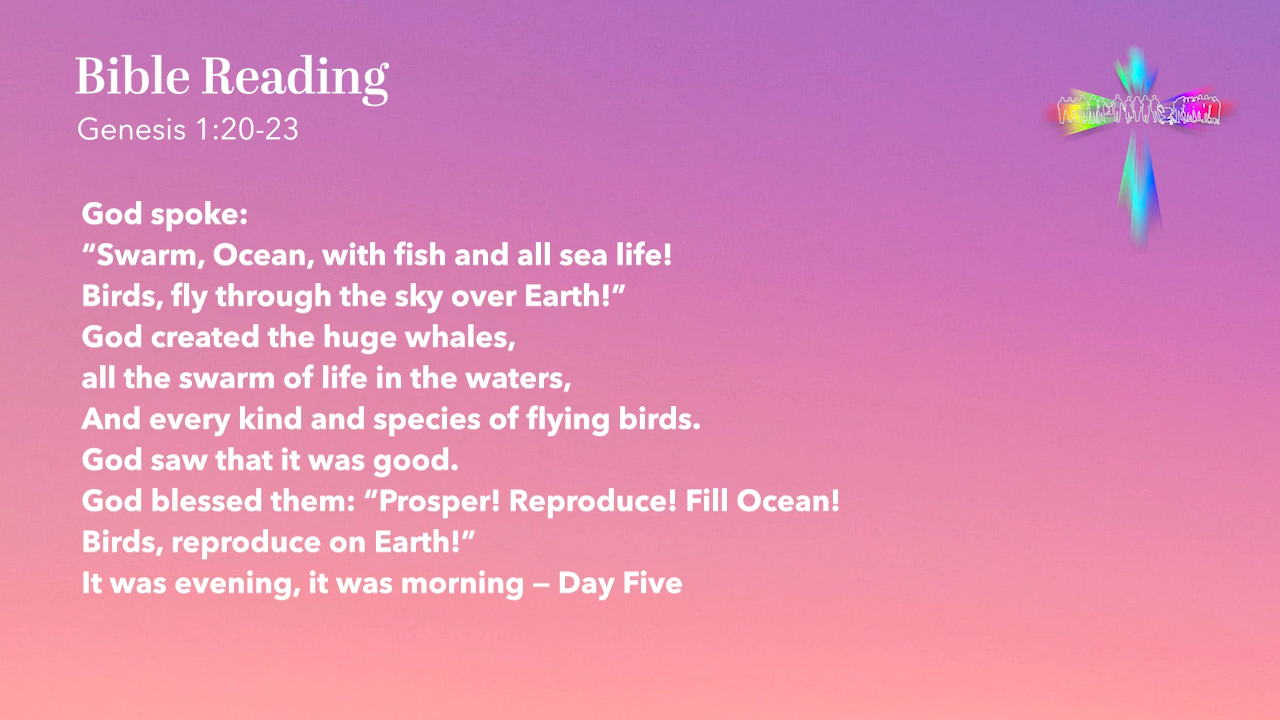 Bible Reading
Genesis 1:20-23
God spoke:
“Swarm, Ocean, with fish and all sea life!
Birds, fly through the sky over Earth!”
God created the huge whales,
all the swarm of life in the waters,
And every kind and species of flying birds.
God saw that it was good.
God blessed them: “Prosper! Reproduce! Fill Ocean!
Birds, reproduce on Earth!”
It was evening, it was morning – Day Five